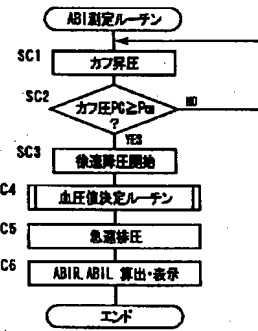 ABI測定ルーチン
SC1
カフ昇圧
SC2
カフ圧PC≧Pcm
?
NO
YES
SC3
徐速降圧開始
C4
血圧値決定ルーチン
C5
急速排圧
C6
ABIR、ABIL 算出・表示
エンド